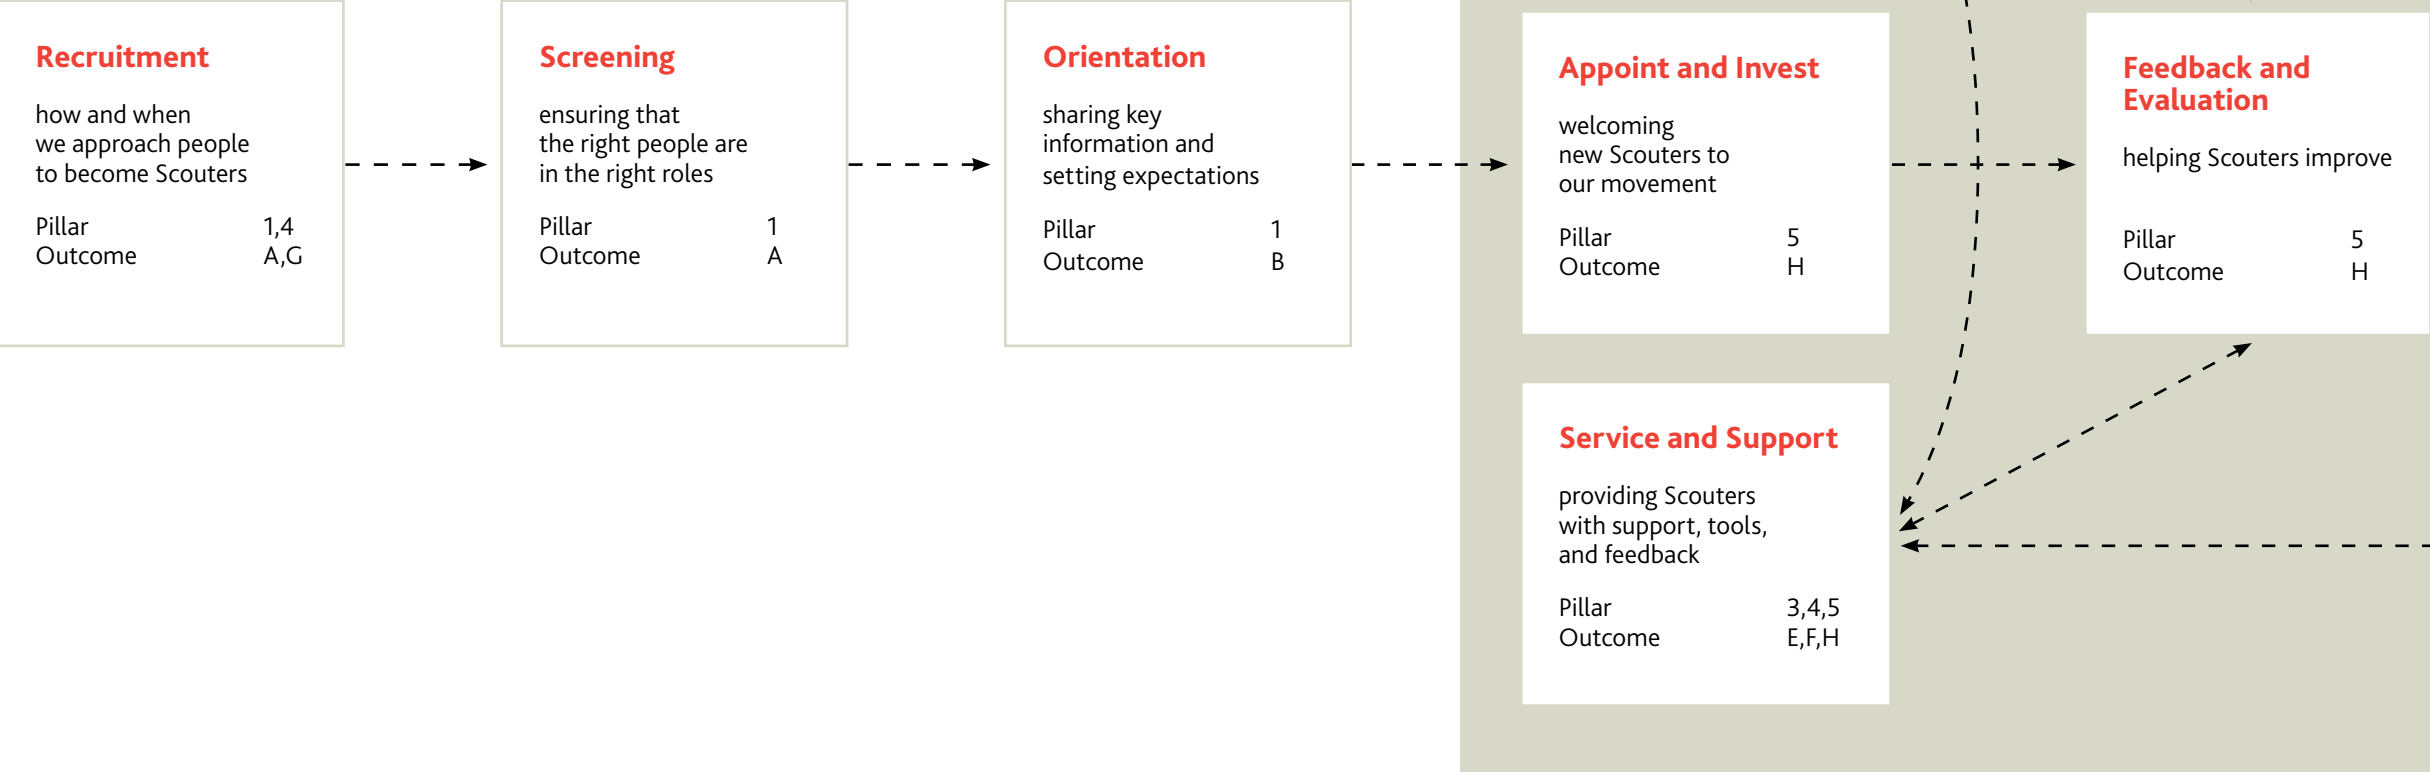 Recruitment
how and when
we approach people
to become Scouters
Pillar 1,4
Outcome A,G
Screening
ensuring that
the right people are
in the right roles
Pillar 1
Outcome A
Orientation
sharing key
information and
setting expectations
Pillar 1
Outcome B
Appoint and Invest
welcoming
new Scouters to
our movement
Pillar 5
Outcome H
Feedback and
Evaluation
helping Scouters improve
Pillar 5
Outcome H
Service and Support
providing Scouters
with support, tools,
and feedback
Pillar 3,4,5
Outcome E,F,H